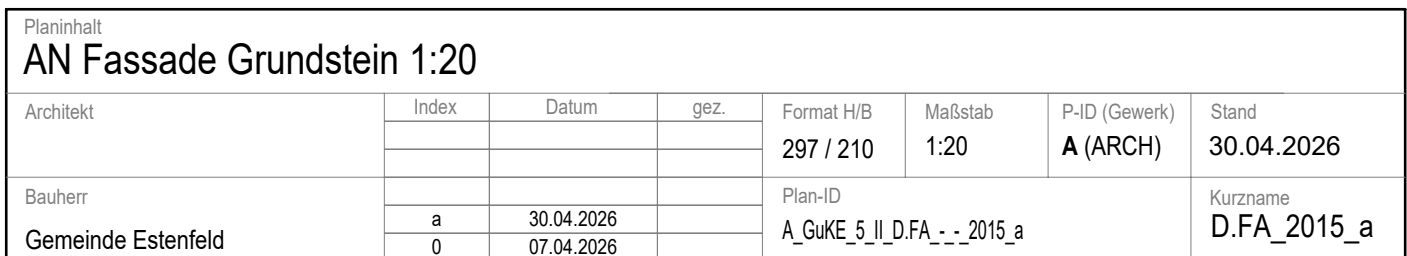 Planinhalt
AN Fassade Grundstein 1:20
Architekt
Index Datum gez.
Format H/B
297 / 210
Maßstab
1:20
P-ID (Gewerk)
A (ARCH)
Stand
30.04.2026
Bauherr
Gemeinde Estenfeld
a 30.04.2026
0 07.04.2026
Plan-ID
A_GuKE_5_II_D.FA_-_-_2015_a
Kurzname
D.FA_2015_a